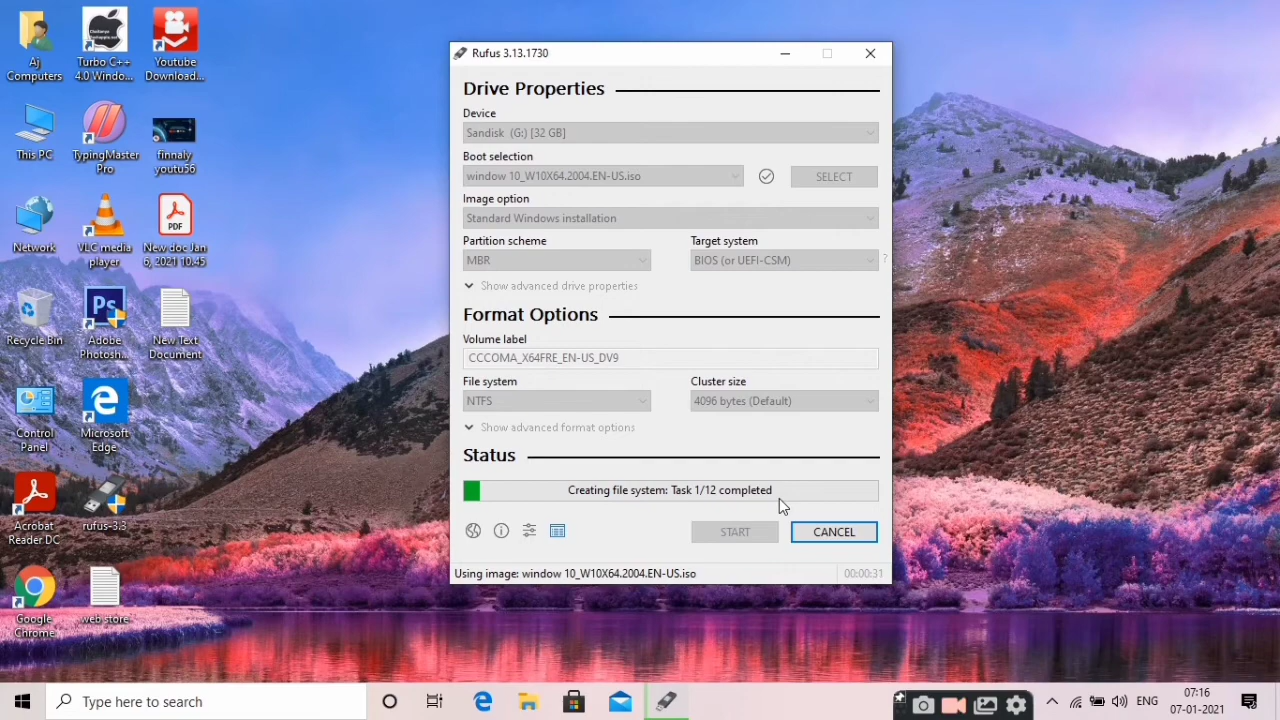 Aj
Computers
Turbo C++
4.0 Windo...
Youtube
Download...
This PC
TypingMaster
Pro
finnaly
youtu56
Network
VLC media
player
PDF
New doc Jan
6, 2021 10.45
Recycle Bin
Ps
Adobe
Photosh...
New Text
Document
Control
Panel
Microsoft
Edge
Acrobat
Reader DC
rufus-3.3
Google
Chrome
web store
Rufus 3.13.1730
Drive Properties
Device
Sandisk (G:) [32 GB]
Boot selection
window 10_W10X64.2004.EN-US.iso
SELECT
Image option
Standard Windows installation
Partition scheme
Target system
MBR
BIOS (or UEFI-CSM)
?
Show advanced drive properties
Format Options
Volume label
CCCOMA_X64FRE_EN-US_DV9
File system
Cluster size
NTFS
4096 bytes (Default)
Show advanced format options
Status
Creating file system: Task 1/12 completed
START
CANCEL
Using image: window 10_W10X64.2004.EN-US.iso
00:00:31
Type here to search
ENG
07:16
07-01-2021